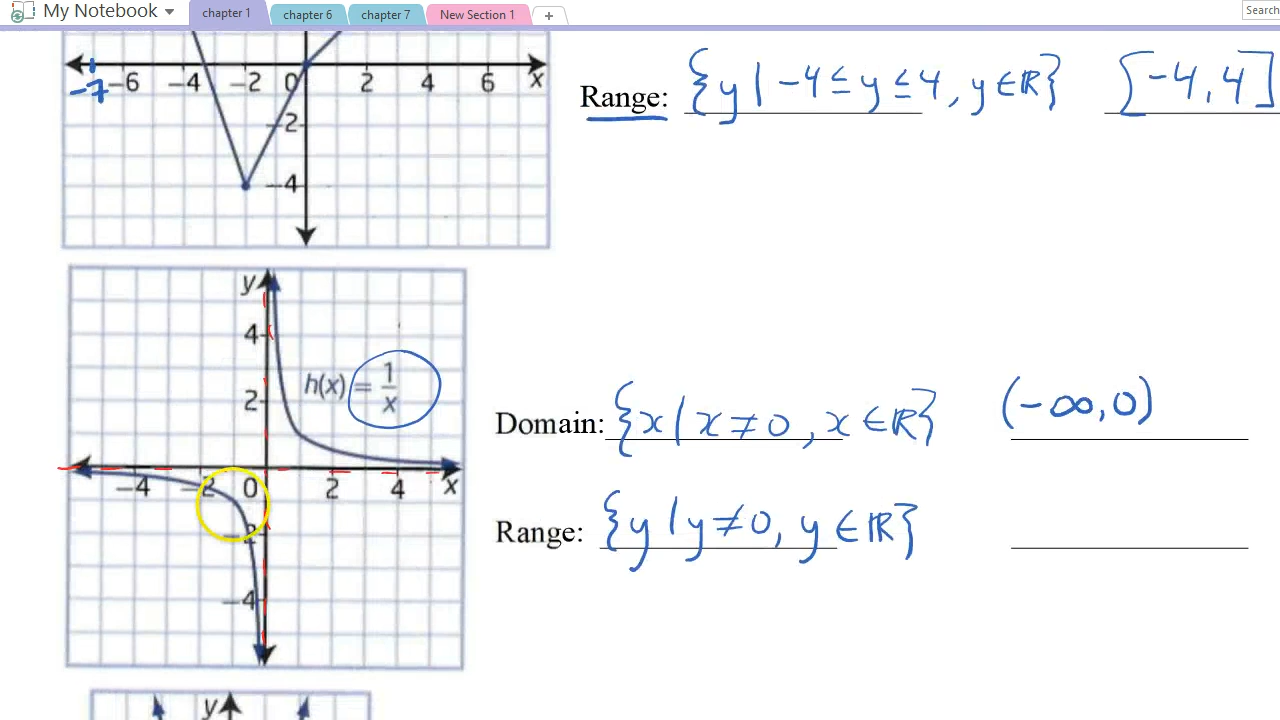 My Notebook chapter 1 chapter 6 chapter 7 New Section 1 + Search
-6 -4 -2 0 2 4 6 x
-7
-2
-4
Range: {y | -4 ≤ y ≤ 4, y ∈ ℝ} [-4, 4]
y
4
h(x) = 1/x
2
-4 -2 0 2 4 x
-2
-4
Domain: {x | x ≠ 0, x ∈ ℝ} (-∞, 0)
Range: {y | y ≠ 0, y ∈ ℝ}
y